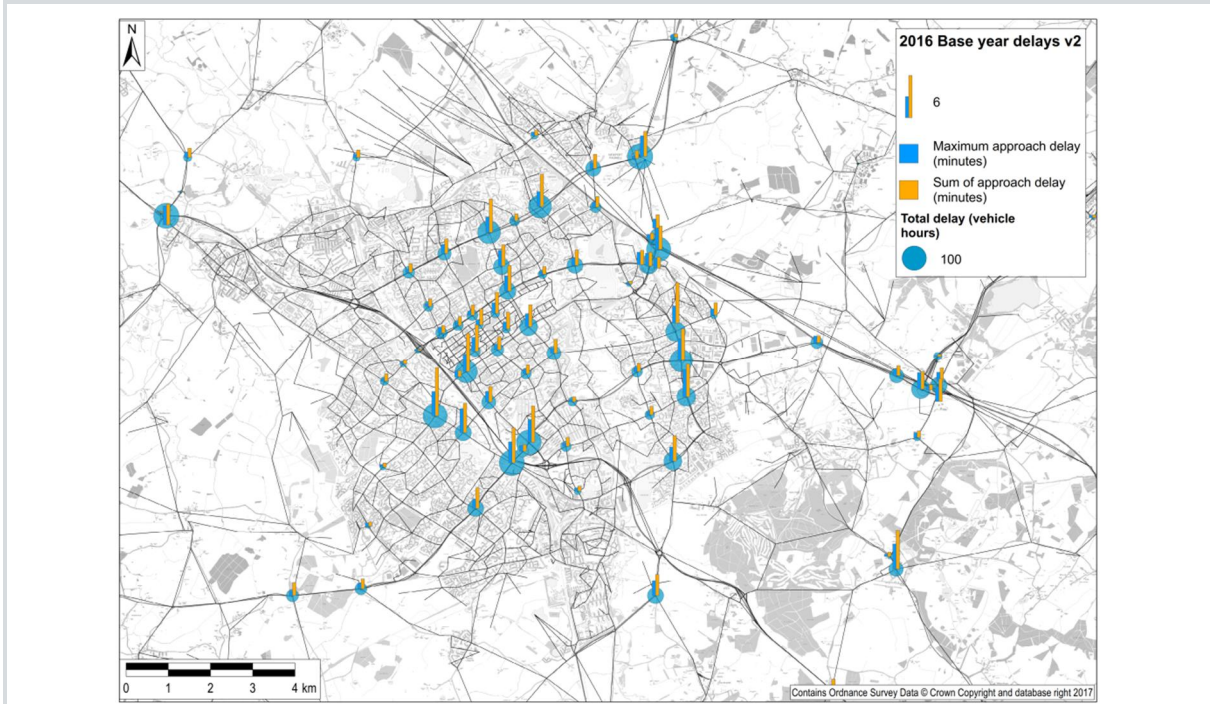 N
2016 Base year delays v2
6
Maximum approach delay
(minutes)
Sum of approach delay
(minutes)
Total delay (vehicle
hours)
100
0 1 2 3 4 km
Contains Ordnance Survey Data © Crown Copyright and database right 2017